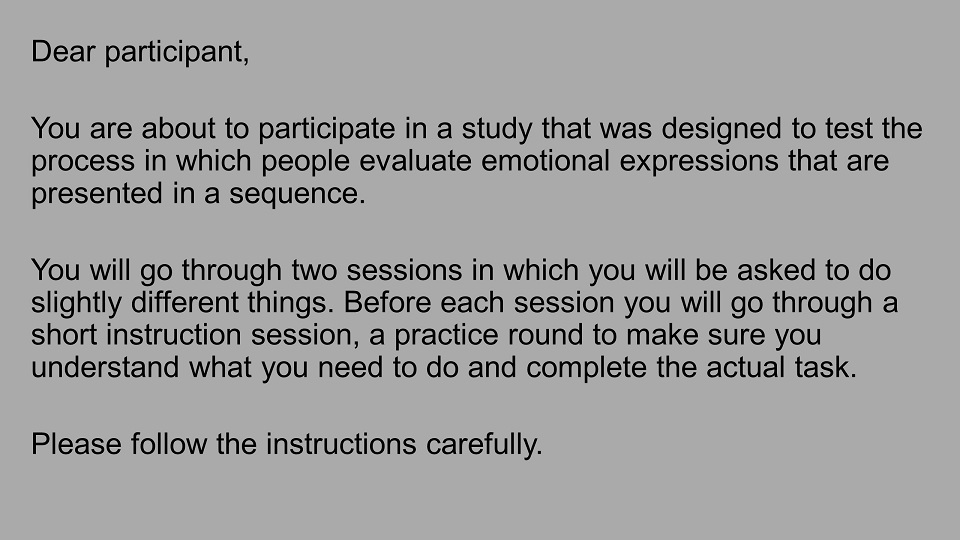 Dear participant,
You are about to participate in a study that was designed to test the
process in which people evaluate emotional expressions that are
presented in a sequence.
You will go through two sessions in which you will be asked to do
slightly different things. Before each session you will go through a
short instruction session, a practice round to make sure you
understand what you need to do and complete the actual task.
Please follow the instructions carefully.